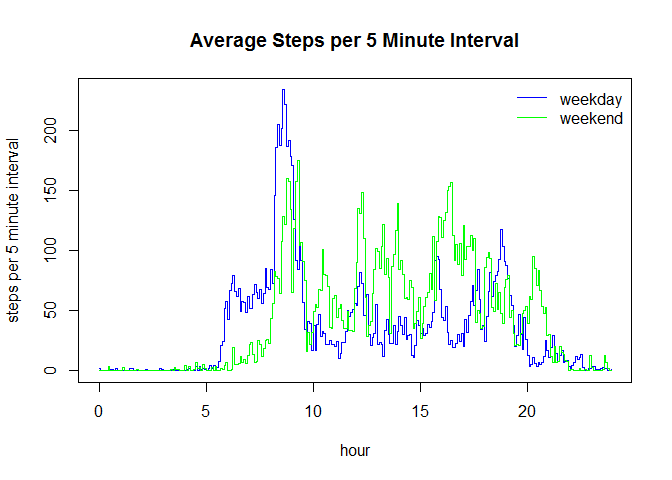 Average Steps per 5 Minute Interval
weekday
weekend
steps per 5 minute interval
0
50
100
150
200
0
5
10
15
20
hour